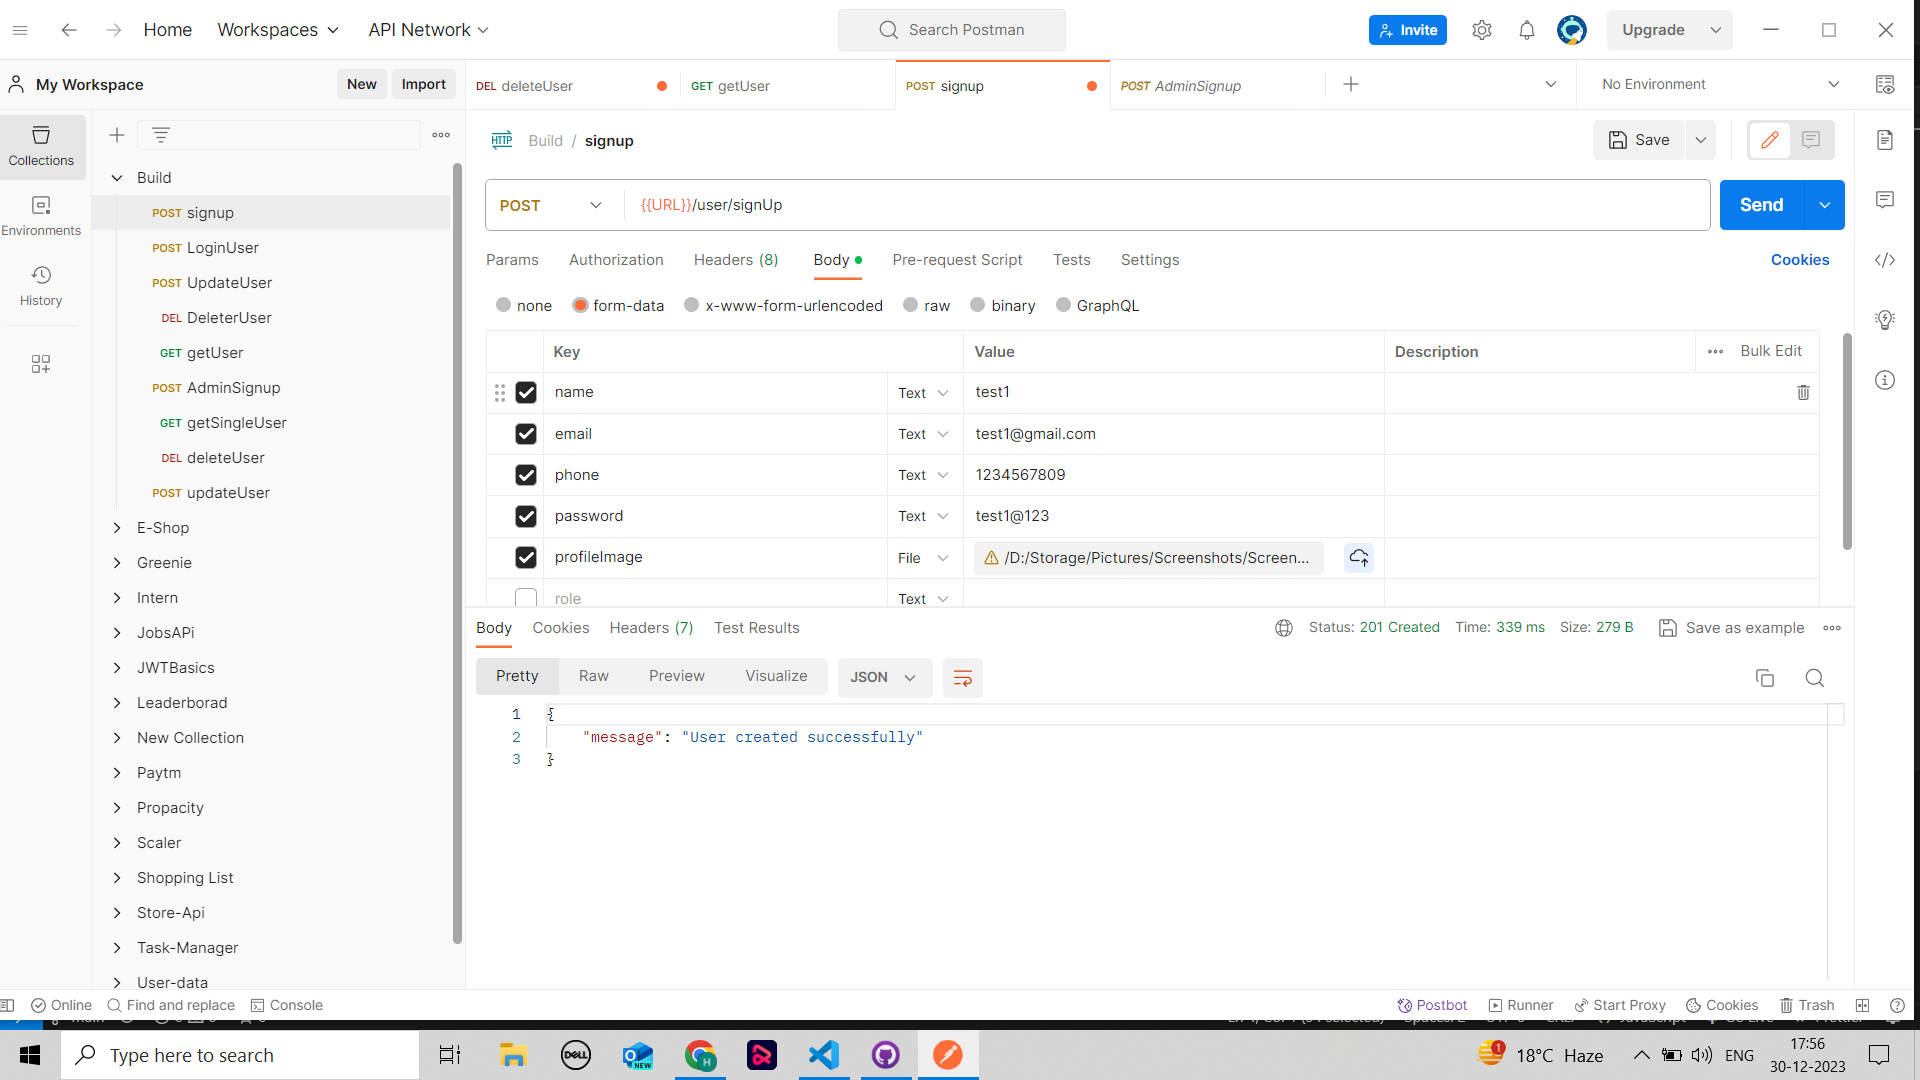 Home
Workspaces
API Network
Search Postman
Invite
Upgrade
My Workspace
New
Import
DEL deleteUser
GET getUser
POST signup
POST AdminSignup
No Environment
Collections
Environments
History
Build
POST signup
POST LoginUser
POST UpdateUser
DEL DeleterUser
GET getUser
POST AdminSignup
GET getSingleUser
DEL deleteUser
POST updateUser
E-Shop
Greenie
Intern
JobsAPi
JWTBasics
Leaderborad
New Collection
Paytm
Propacity
Scaler
Shopping List
Store-Api
Task-Manager
User-data
HTTP Build / signup
Save
POST {{URL}}/user/signUp
Send
Params Authorization Headers (8) Body Pre-request Script Tests Settings
Cookies
none form-data x-www-form-urlencoded raw binary GraphQL
Key Value Description Bulk Edit
name Text test1
email Text test1@gmail.com
phone Text 1234567809
password Text test1@123
profileImage File /D:/Storage/Pictures/Screenshots/Screen...
role Text
Body Cookies Headers (7) Test Results
Status: 201 Created Time: 339 ms Size: 279 B Save as example
Pretty Raw Preview Visualize JSON
1 {
2 "message": "User created successfully"
3 }
Online Find and replace Console
Postbot Runner Start Proxy Cookies Trash
Type here to search
DELL
NEW
H
1
18°C Haze
ENG
17:56
30-12-2023